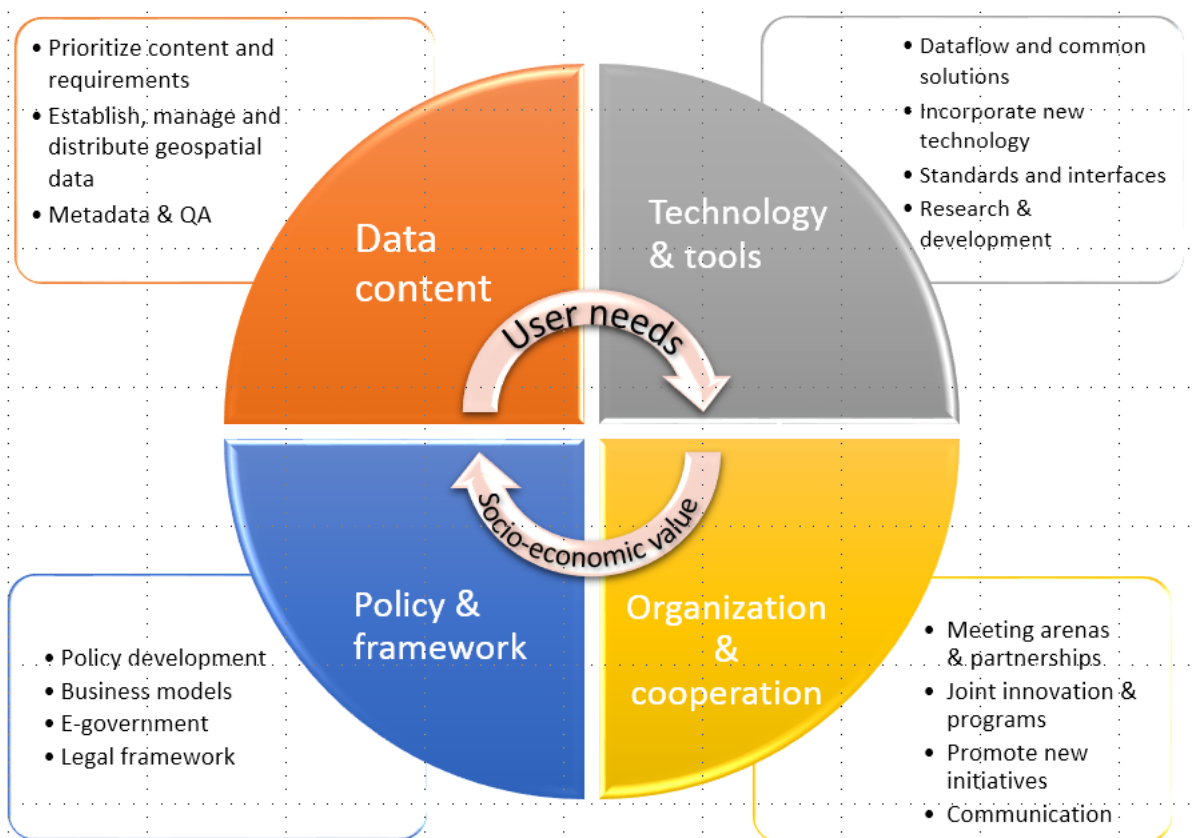 • Prioritize content and
requirements
• Establish, manage and
distribute geospatial
data
• Metadata & QA
• Dataflow and common
solutions
• Incorporate new
technology
• Standards and interfaces
• Research &
development
Data
content
Technology
& tools
User needs
Socio-economic value
Policy &
framework
Organization
&
cooperation
• Policy development
• Business models
• E-government
• Legal framework
• Meeting arenas
& partnerships
• Joint innovation &
programs
• Promote new
initiatives
• Communication